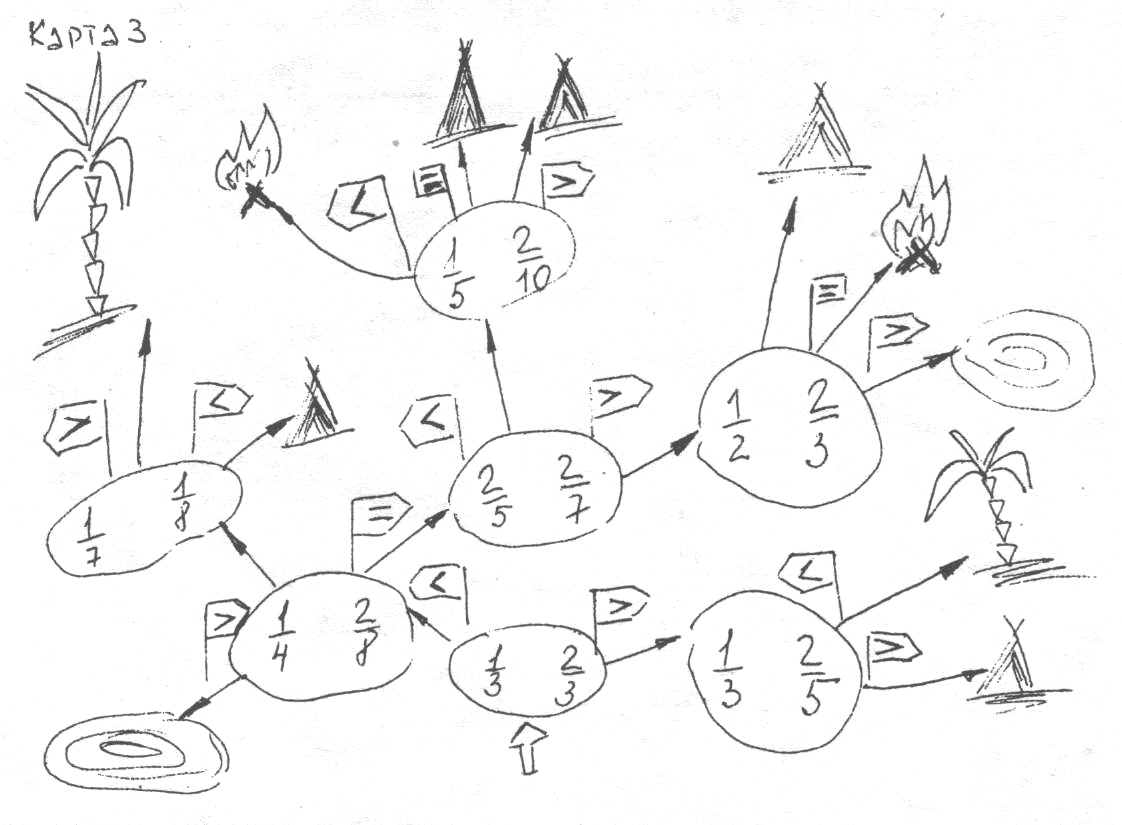 КАРТА 3
< = >
1/5 2/10
=
>
> < < >
1/2 2/3
1/7 1/8
2/5 2/7
=
> < > <
1/4 2/8
1/3 2/3
1/3 2/5
>